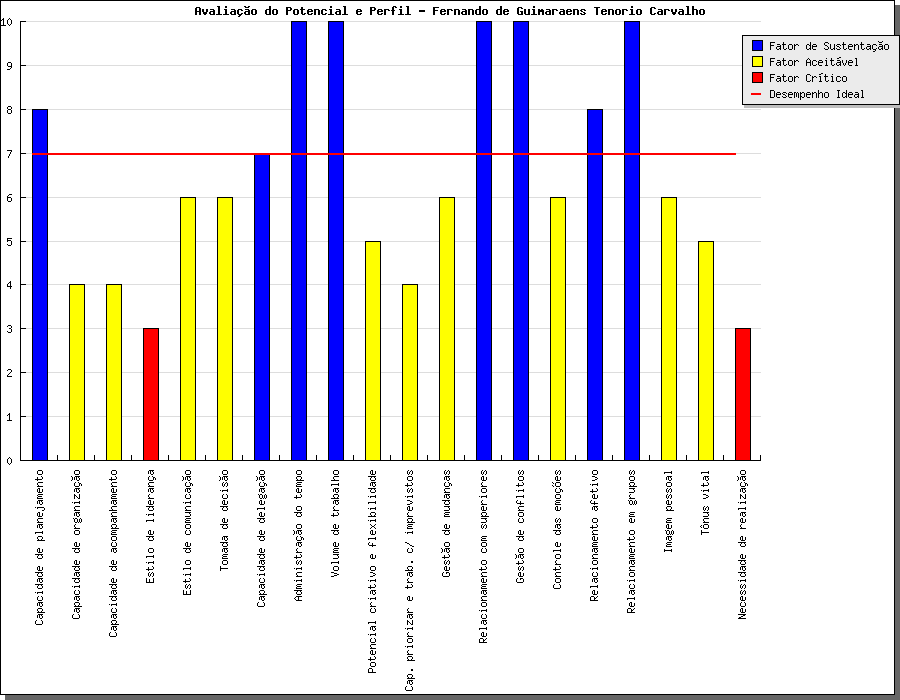 Avaliação do Potencial e Perfil - Fernando de Guimaraens Tenorio Carvalho
Fator de Sustentação
Fator Aceitável
Fator Crítico
Desempenho Ideal
10
9
8
7
6
5
4
3
2
1
0
Capacidade de planejamento
Capacidade de organização
Capacidade de acompanhamento
Estilo de liderança
Estilo de comunicação
Tomada de decisão
Capacidade de delegação
Administração do tempo
Volume de trabalho
Potencial criativo e flexibilidade
Cap. priorizar e trab. c/ imprevistos
Gestão de mudanças
Relacionamento com superiores
Gestão de conflitos
Controle das emoções
Relacionamento afetivo
Relacionamento em grupos
Imagem pessoal
Tônus vital
Necessidade de realização